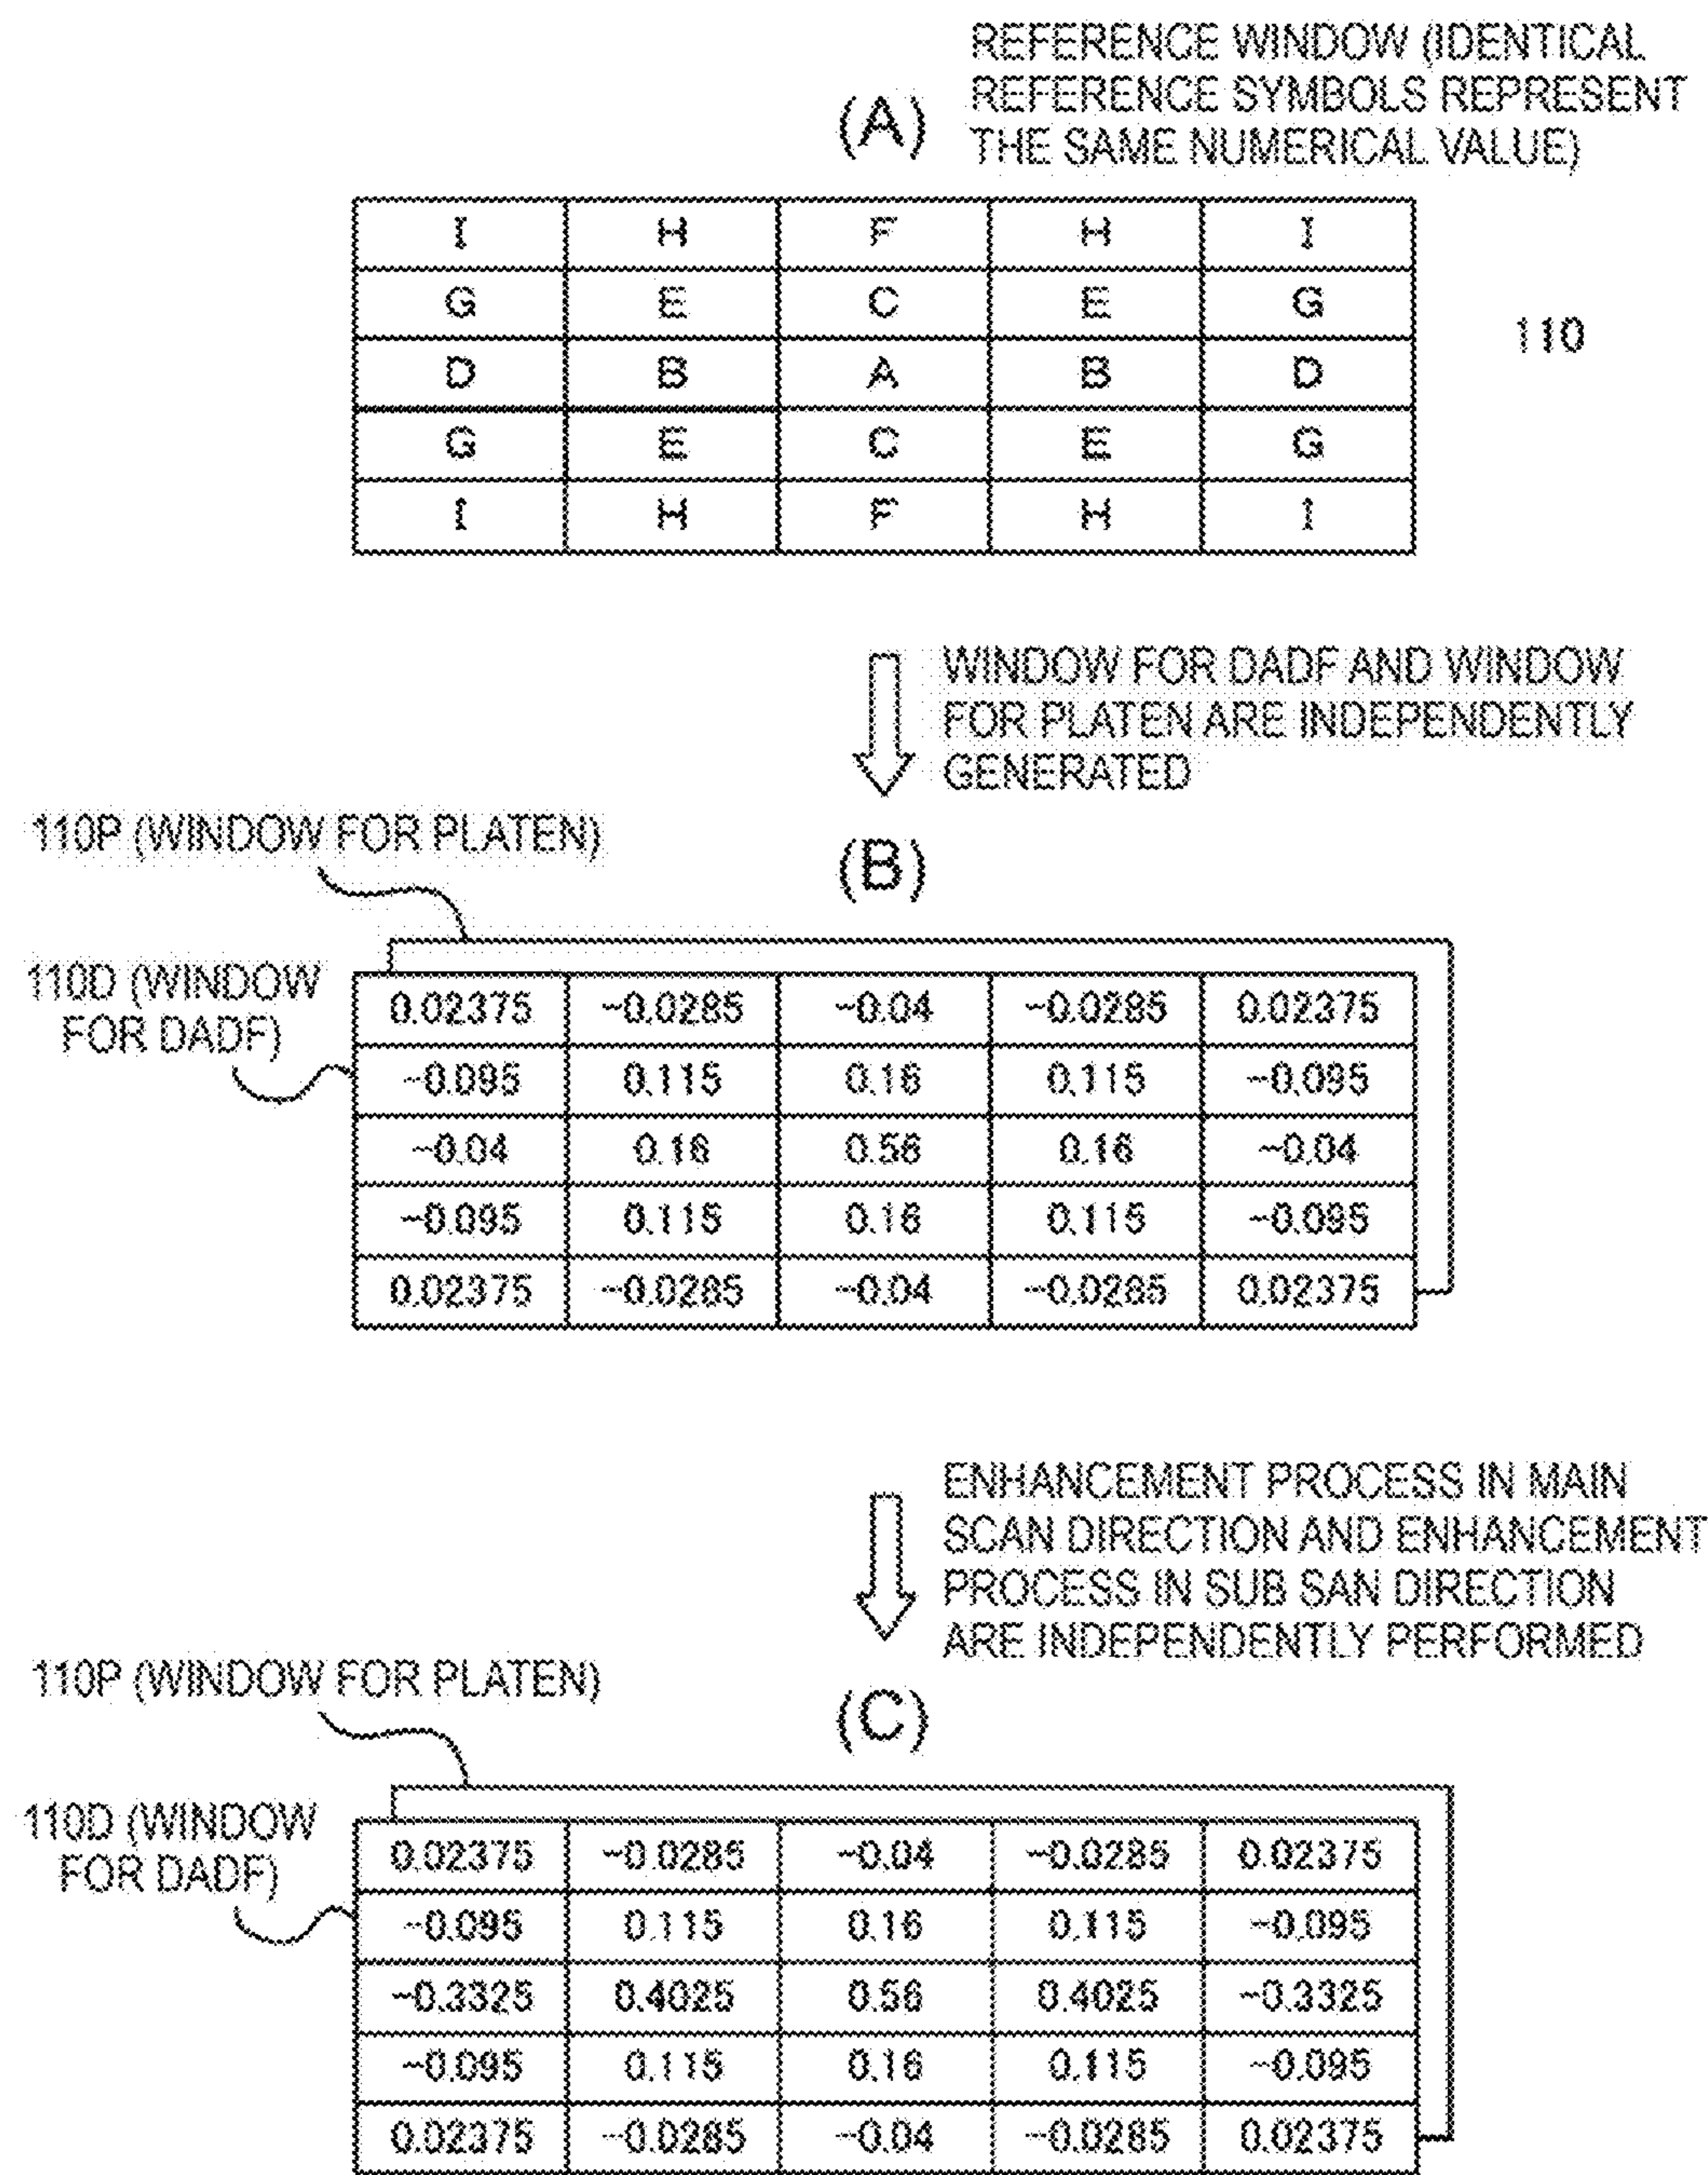 REFERENCE WINDOW (IDENTICAL
REFERENCE SYMBOLS REPRESENT
THE SAME NUMERICAL VALUE)
(A)
I H F H I
G E C E G
D B A B D
G E C E G
I H F H I
110
WINDOW FOR DADF AND WINDOW
FOR PLATEN ARE INDEPENDENTLY
GENERATED
110P (WINDOW FOR PLATEN)
(B)
110D (WINDOW
FOR DADF)
0.02375 -0.0285 -0.04 -0.0285 0.02375
-0.095 0.115 0.16 0.115 -0.095
-0.04 0.16 0.56 0.16 -0.04
-0.095 0.115 0.16 0.115 -0.095
0.02375 -0.0285 -0.04 -0.0285 0.02375
ENHANCEMENT PROCESS IN MAIN
SCAN DIRECTION AND ENHANCEMENT
PROCESS IN SUB SAN DIRECTION
ARE INDEPENDENTLY PERFORMED
110P (WINDOW FOR PLATEN)
(C)
110D (WINDOW
FOR DADF)
0.02375 -0.0285 -0.04 -0.0285 0.02375
-0.095 0.115 0.16 0.115 -0.095
-0.3325 0.4025 0.56 0.4025 -0.3325
-0.095 0.115 0.16 0.115 -0.095
0.02375 -0.0285 -0.04 -0.0285 0.02375